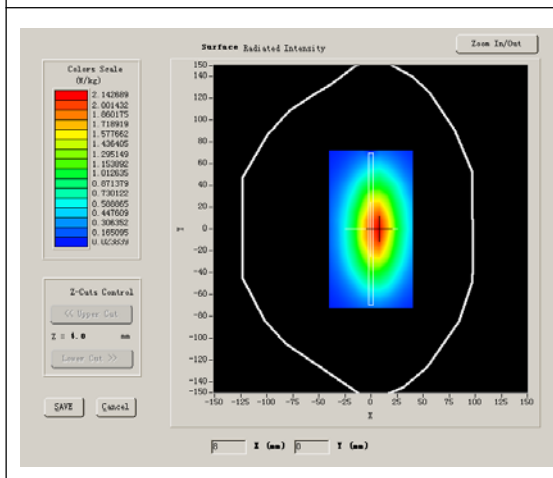 Surface Radiated Intensity
Zoom In/Out
Colors Scale
(W/kg)
2.142689
2.001432
1.860175
1.718919
1.577662
1.436405
1.295149
1.153892
1.012635
0.871379
0.730122
0.588865
0.447609
0.306352
0.165095
0.023839
Z-Cuts Control
<< Upper Cut
Z = 4.0 mm
Lower Cut >>
SAVE Cancel
150
140
120
100
80
60
40
20
Y 0
-20
-40
-60
-80
-100
-120
-140
-150
-150 -125 -100 -75 -50 -25 0 25 50 75 100 125 150
X
8 X (mm) 0 Y (mm)